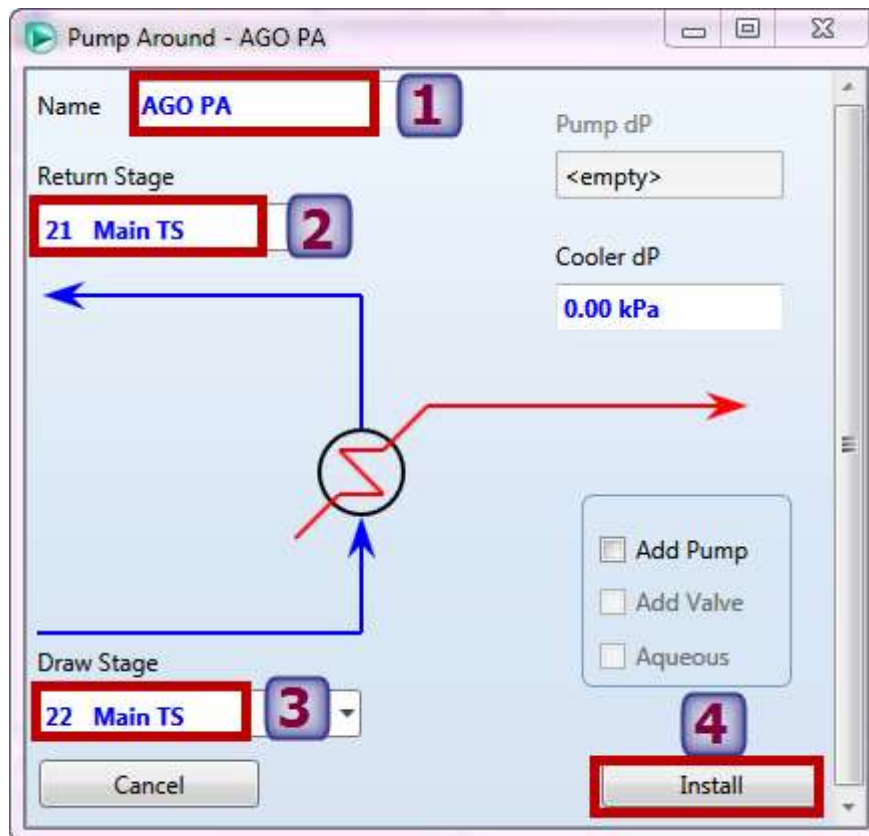 Pump Around - AGO PA
Name AGO PA 1
Pump dP
<empty>
Return Stage
21 Main TS 2
Cooler dP
0.00 kPa
Add Pump
Add Valve
Aqueous
Draw Stage
22 Main TS 3
4
Cancel
Install